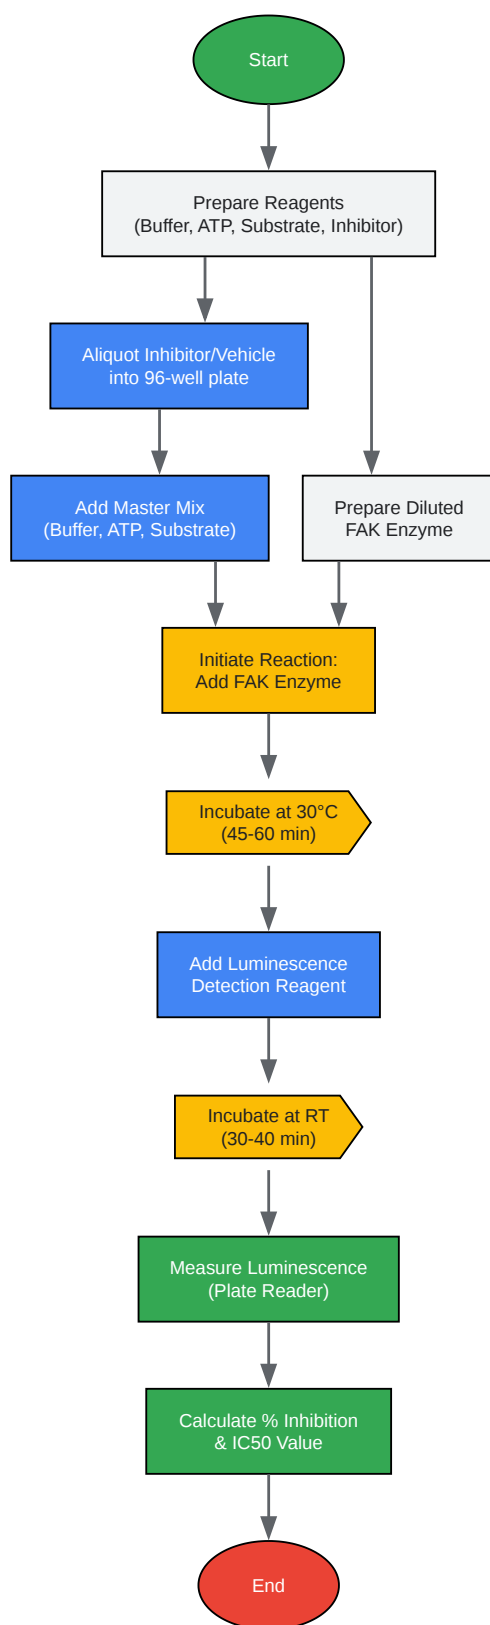 Start
Prepare Reagents
(Buffer, ATP, Substrate, Inhibitor)
Aliquot Inhibitor/Vehicle
into 96-well plate
Add Master Mix
(Buffer, ATP, Substrate)
Prepare Diluted
FAK Enzyme
Initiate Reaction:
Add FAK Enzyme
Incubate at 30°C
(45-60 min)
Add Luminescence
Detection Reagent
Incubate at RT
(30-40 min)
Measure Luminescence
(Plate Reader)
Calculate % Inhibition
& IC50 Value
End